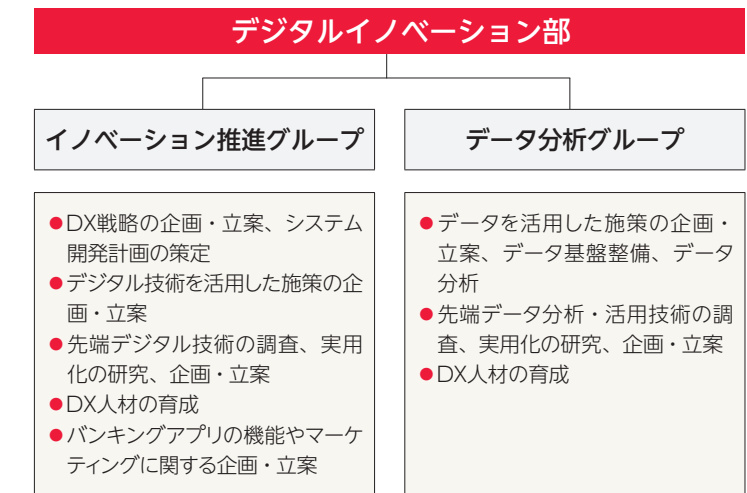 デジタルイノベーション部
イノベーション推進グループ
データ分析グループ
●DX戦略の企画・立案、システム
開発計画の策定
●デジタル技術を活用した施策の企
画・立案
●先端デジタル技術の調査、実用
化の研究、企画・立案
●DX人材の育成
●バンキングアプリの機能やマーケ
ティングに関する企画・立案
●データを活用した施策の企画・
立案、データ基盤整備、データ
分析
●先端データ分析・活用技術の調
査、実用化の研究、企画・立案
●DX人材の育成